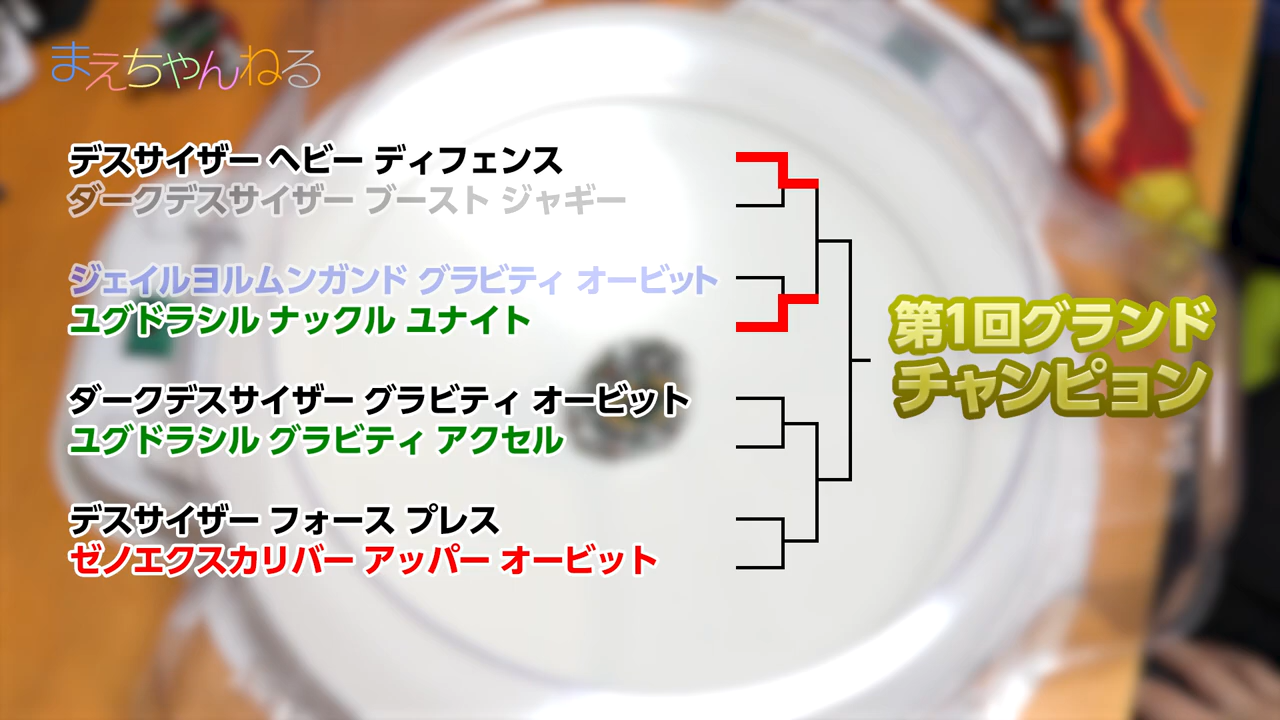 まえちゃんねる
デスサイザー ヘビー ディフェンス
ダークデスサイザー ブースト ジャギー
ジェイルヨルムンガンド グラビティ オービット
ユグドラシル ナックル ユナイト
ダークデスサイザー グラビティ オービット
ユグドラシル グラビティ アクセル
デスサイザー フォース プレス
ゼノエクスカリバー アッパー オービット
第1回グランド
チャンピョン